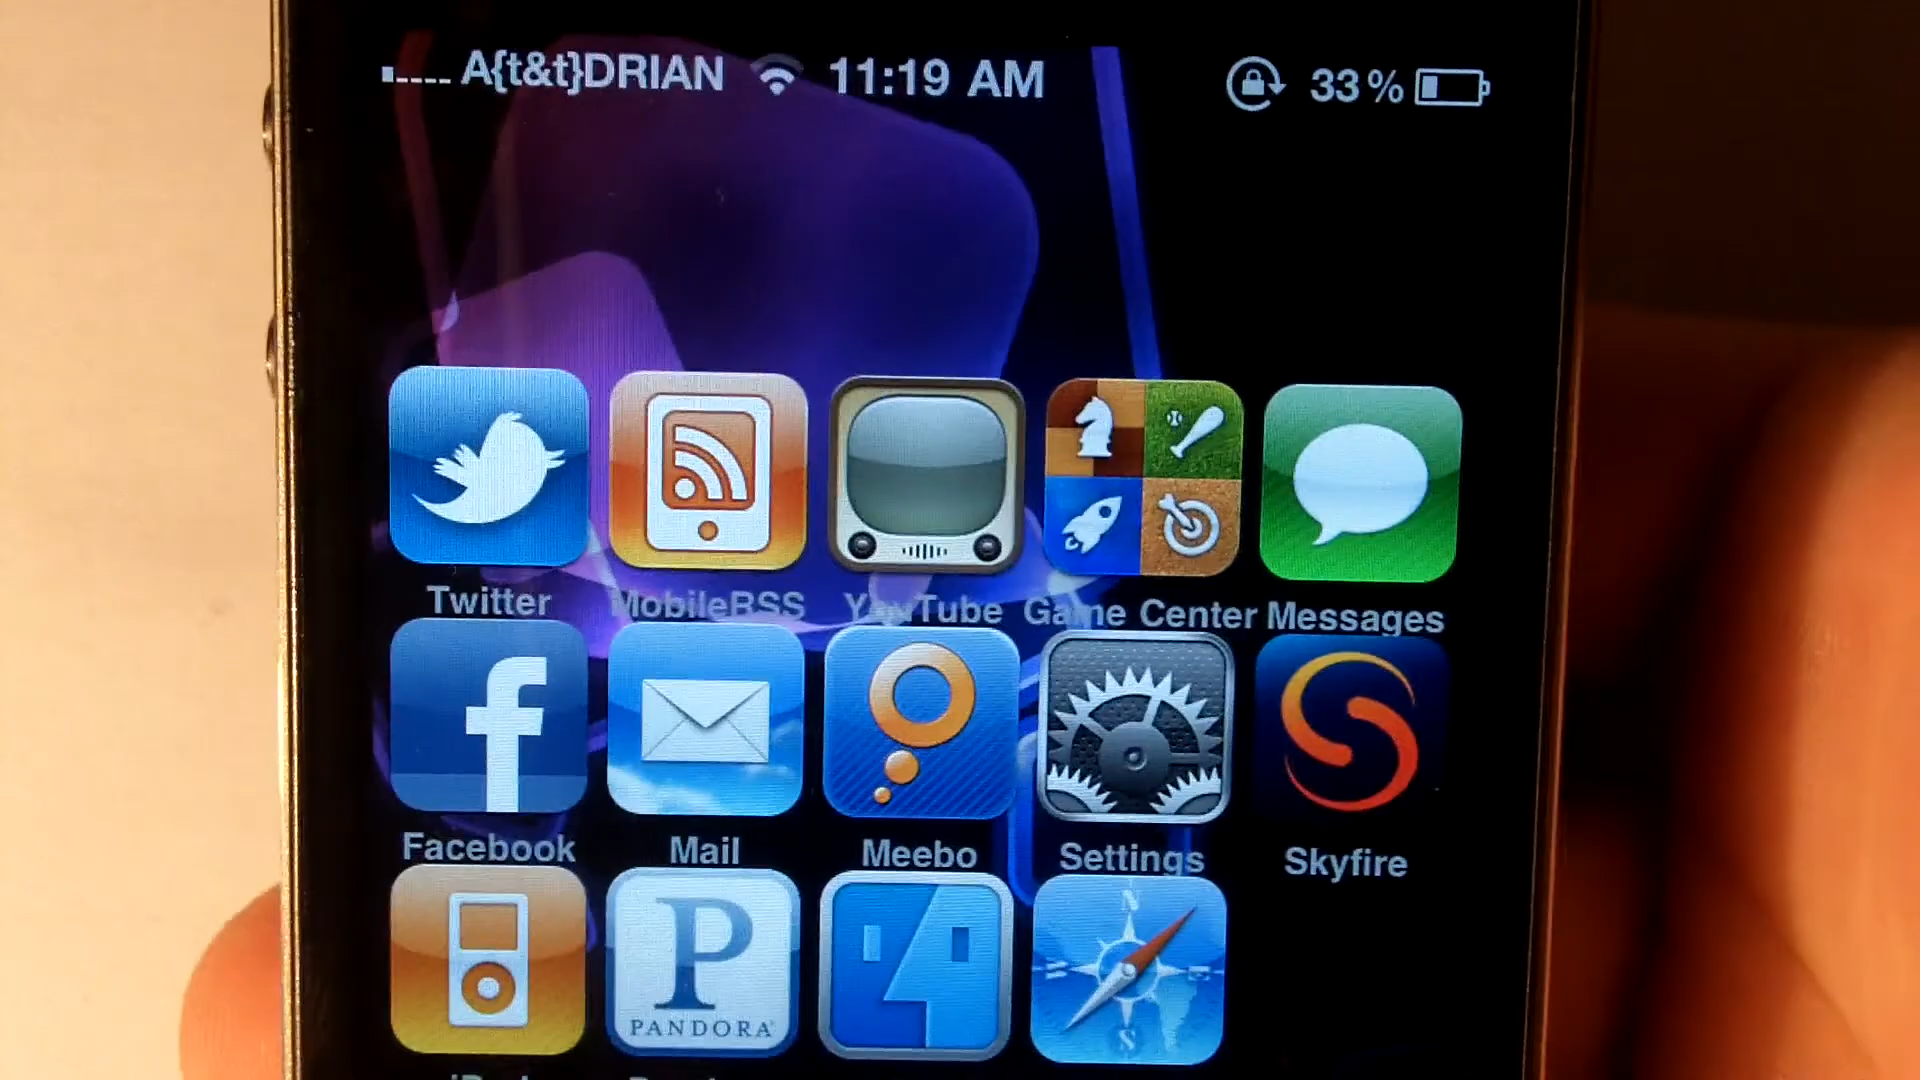 A{t&t}DRIAN 11:19 AM 33%
Twitter MobileRSS YouTube Game Center Messages
Facebook Mail Meebo Settings Skyfire
PANDORA
N
W E
S